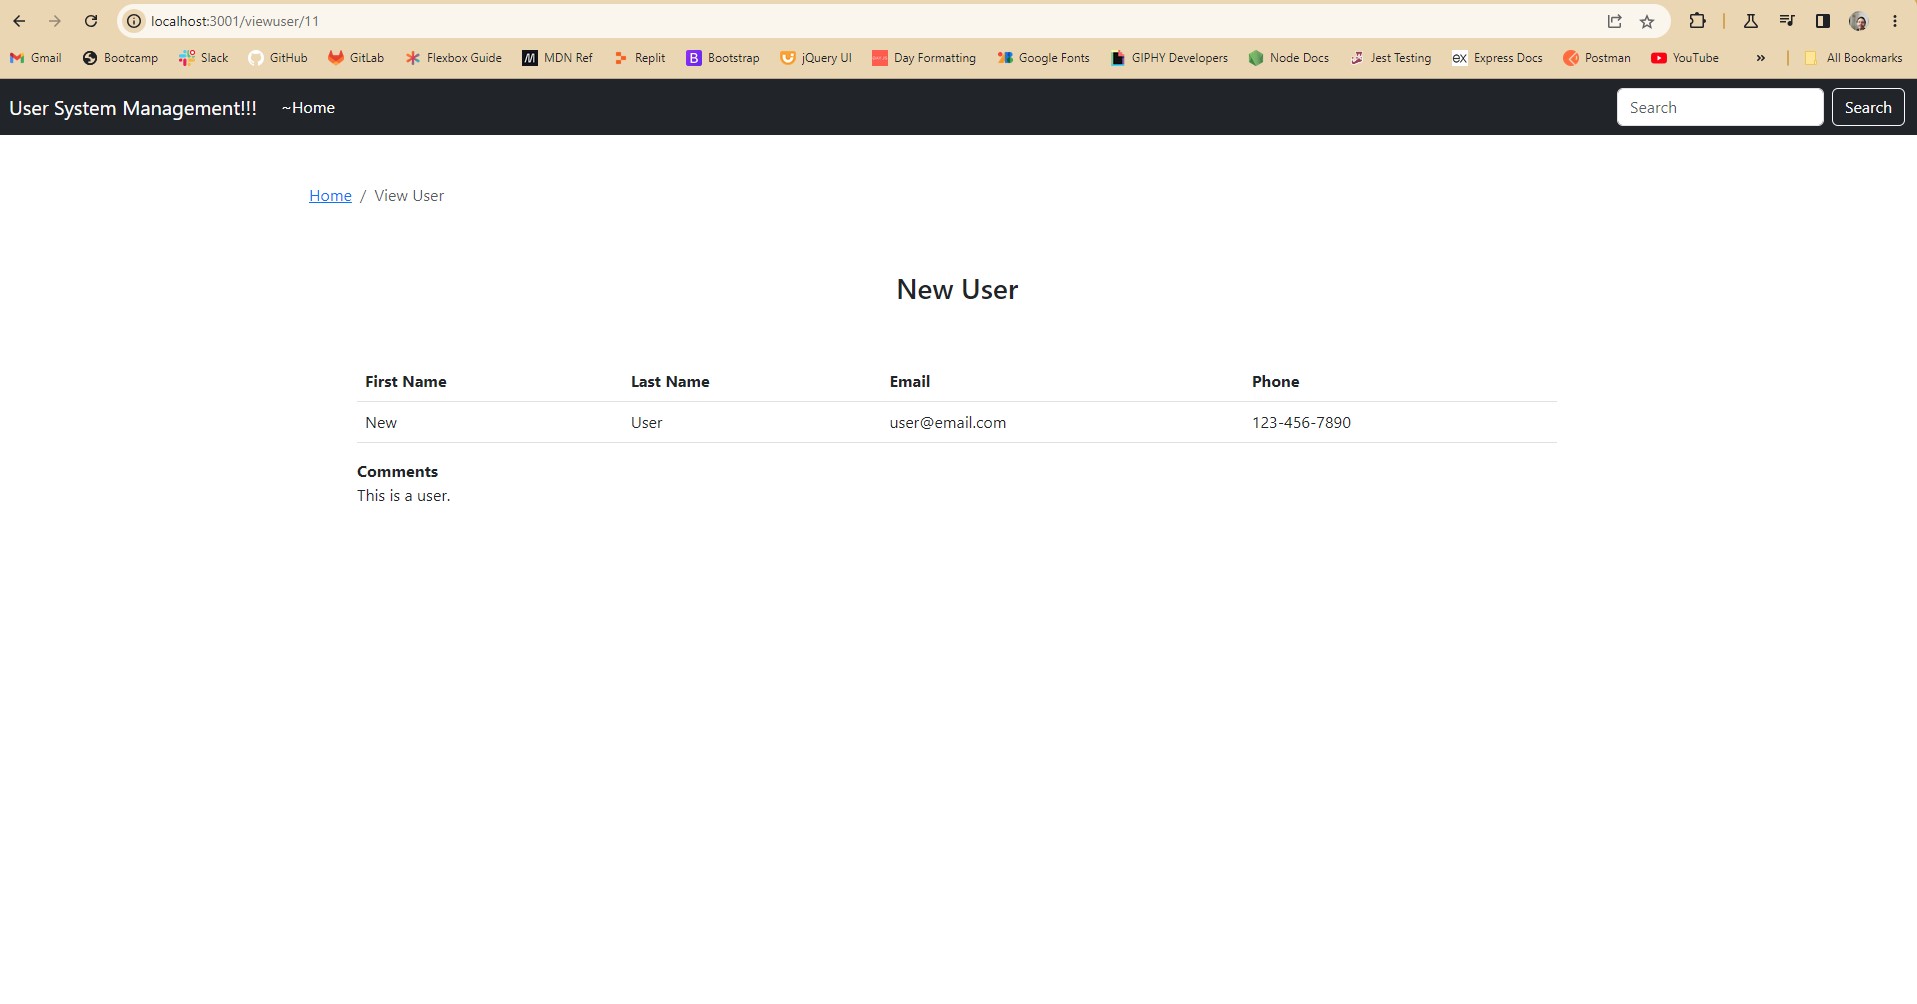 localhost:3001/viewuser/11
Gmail Bootcamp Slack GitHub GitLab Flexbox Guide MDN Ref Replit Bootstrap jQuery UI Day Formatting Google Fonts GIPHY Developers Node Docs Jest Testing ex Express Docs Postman YouTube » All Bookmarks
User System Management!!! ~Home Search Search
Home / View User
New User
First Name Last Name Email Phone
New User user@email.com 123-456-7890
Comments
This is a user.